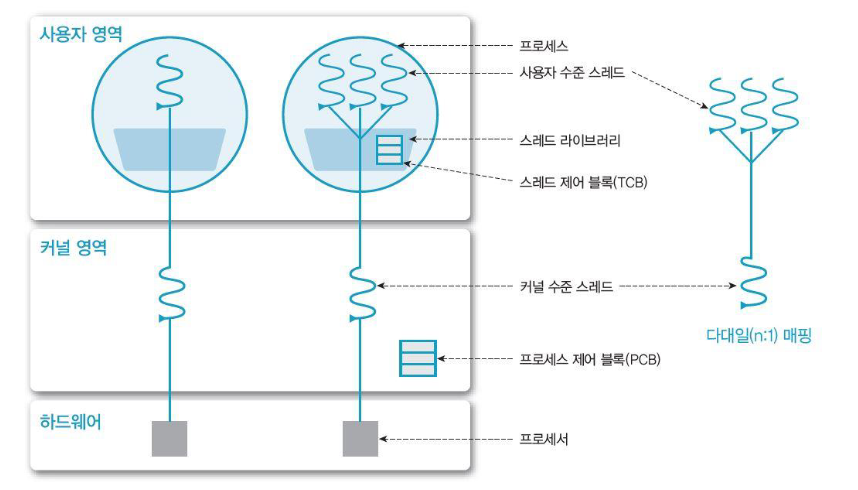 사용자 영역
프로세스
사용자 수준 스레드
스레드 라이브러리
스레드 제어 블록(TCB)
커널 영역
커널 수준 스레드
다대일(n:1) 매핑
프로세스 제어 블록(PCB)
하드웨어
프로세서